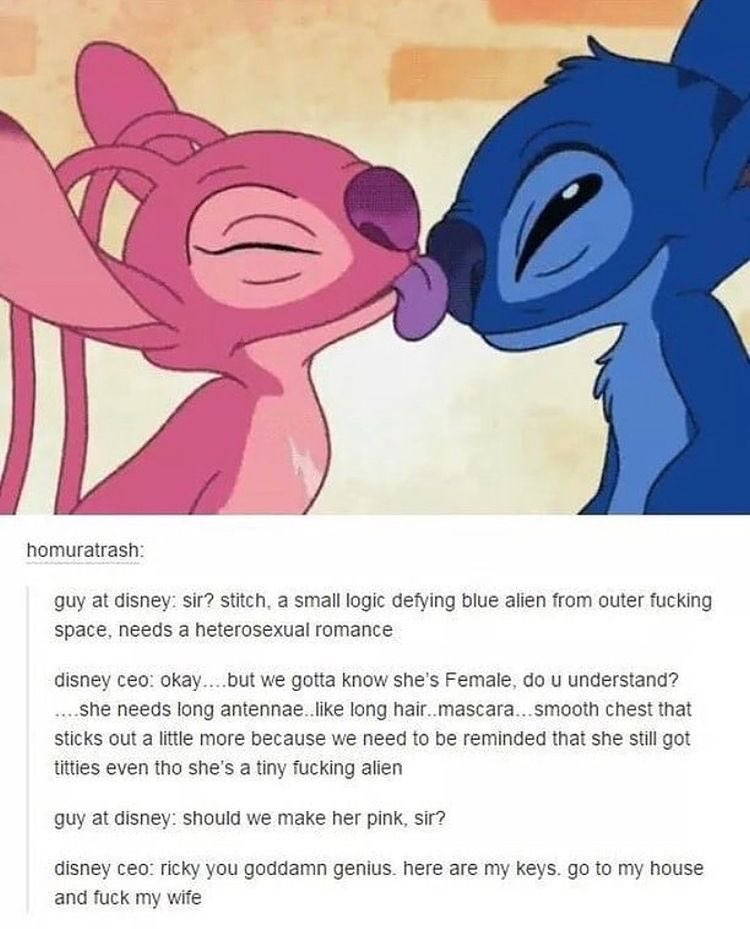 homuratrash:
guy at disney: sir? stitch, a small logic defying blue alien from outer fucking
space, needs a heterosexual romance
disney ceo: okay....but we gotta know she's Female, do u understand?
....she needs long antennae..like long hair..mascara...smooth chest that
sticks out a little more because we need to be reminded that she still got
titties even tho she's a tiny fucking alien
guy at disney: should we make her pink, sir?
disney ceo: ricky you goddamn genius. here are my keys. go to my house
and fuck my wife